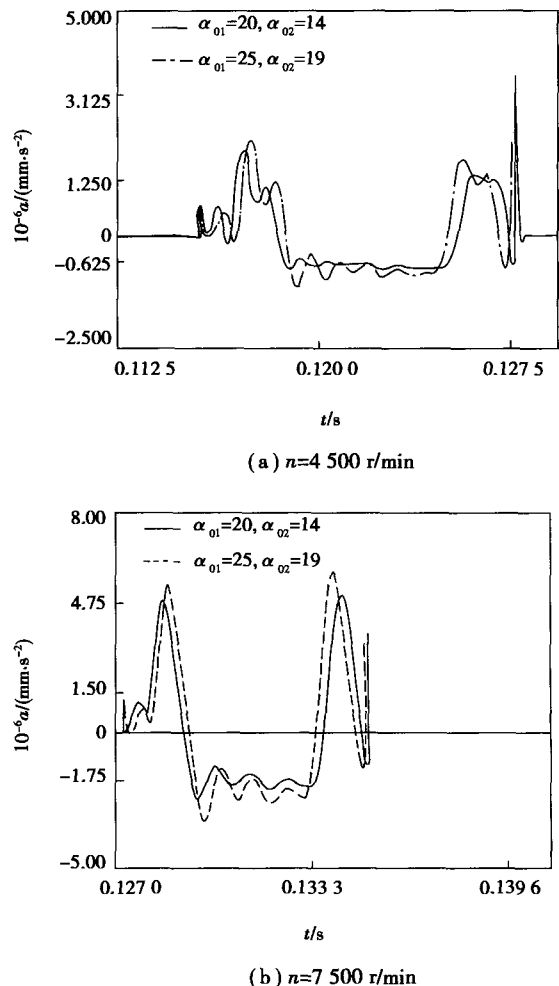 5.000
α₀₁=20, α₀₂=14
α₀₁=25, α₀₂=19
3.125
1.250
0
−0.625
−2.500
10⁻⁶a/(mm·s⁻²)
0.112 5 0.120 0 0.127 5
t/s
(a) n=4 500 r/min
8.00
α₀₁=20, α₀₂=14
α₀₁=25, α₀₂=19
4.75
1.50
0
−1.75
−5.00
10⁻⁶a/(mm·s⁻²)
0.127 0 0.133 3 0.139 6
t/s
(b) n=7 500 r/min